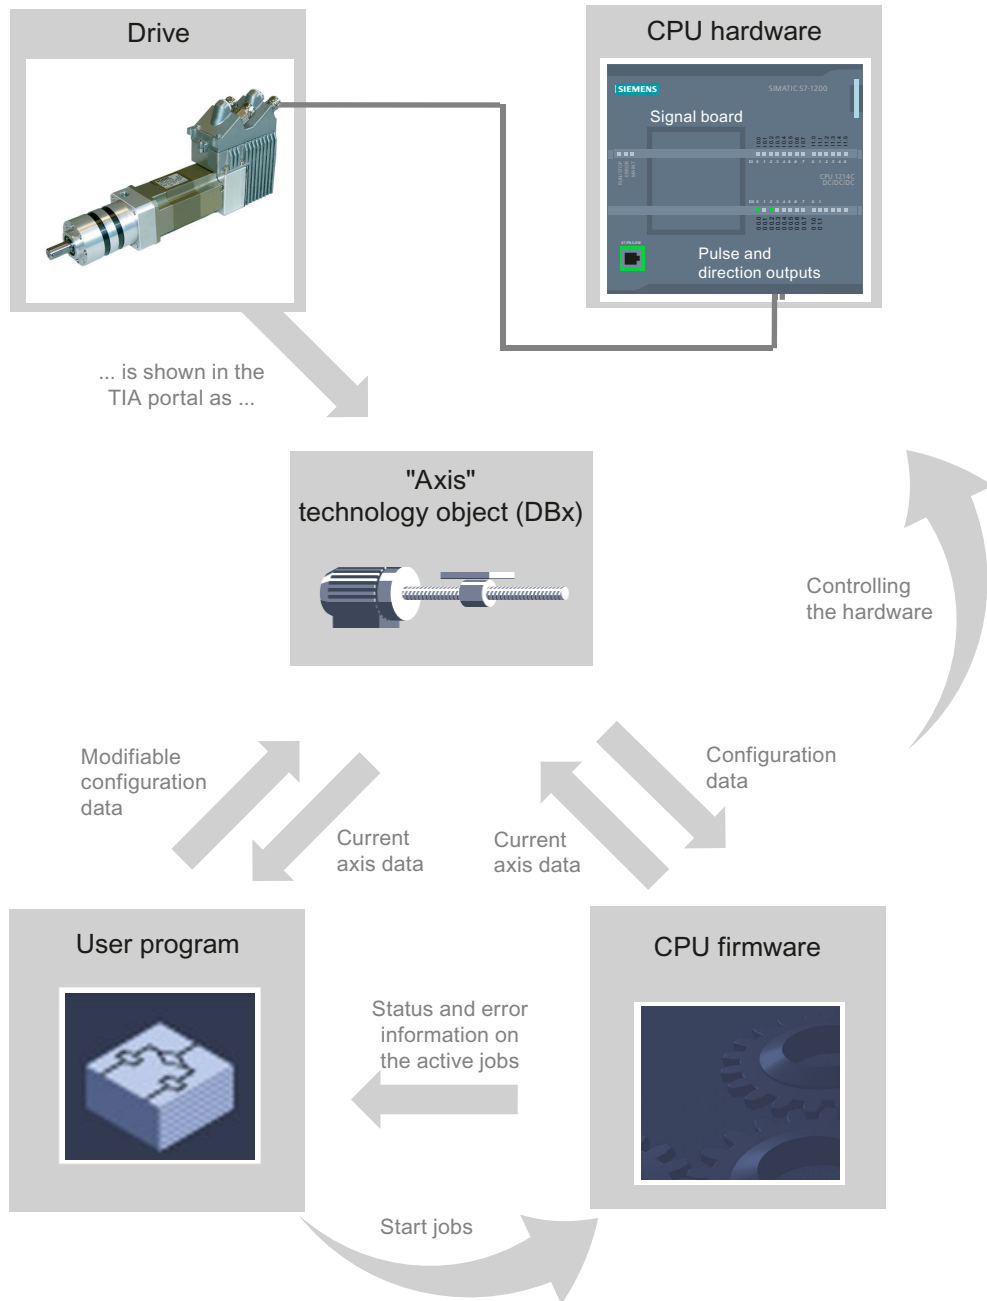 Drive
CPU hardware
SIEMENS
SIMATIC S7-1200
Signal board
CPU 1214C
DC/DC/DC
Pulse and
direction outputs
... is shown in the
TIA portal as ...
"Axis"
technology object (DBx)
Controlling
the hardware
Modifiable
configuration
data
Current
axis data
Current
axis data
Configuration
data
User program
CPU firmware
Status and error
information on
the active jobs
Start jobs